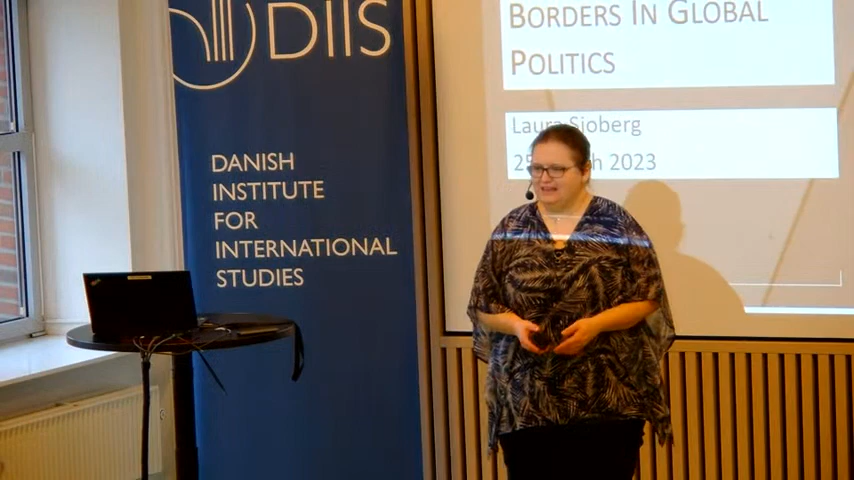 DIIS
DANISH
INSTITUTE
FOR
INTERNATIONAL
STUDIES
BORDERS IN GLOBAL
POLITICS
Laura Sjoberg
2023